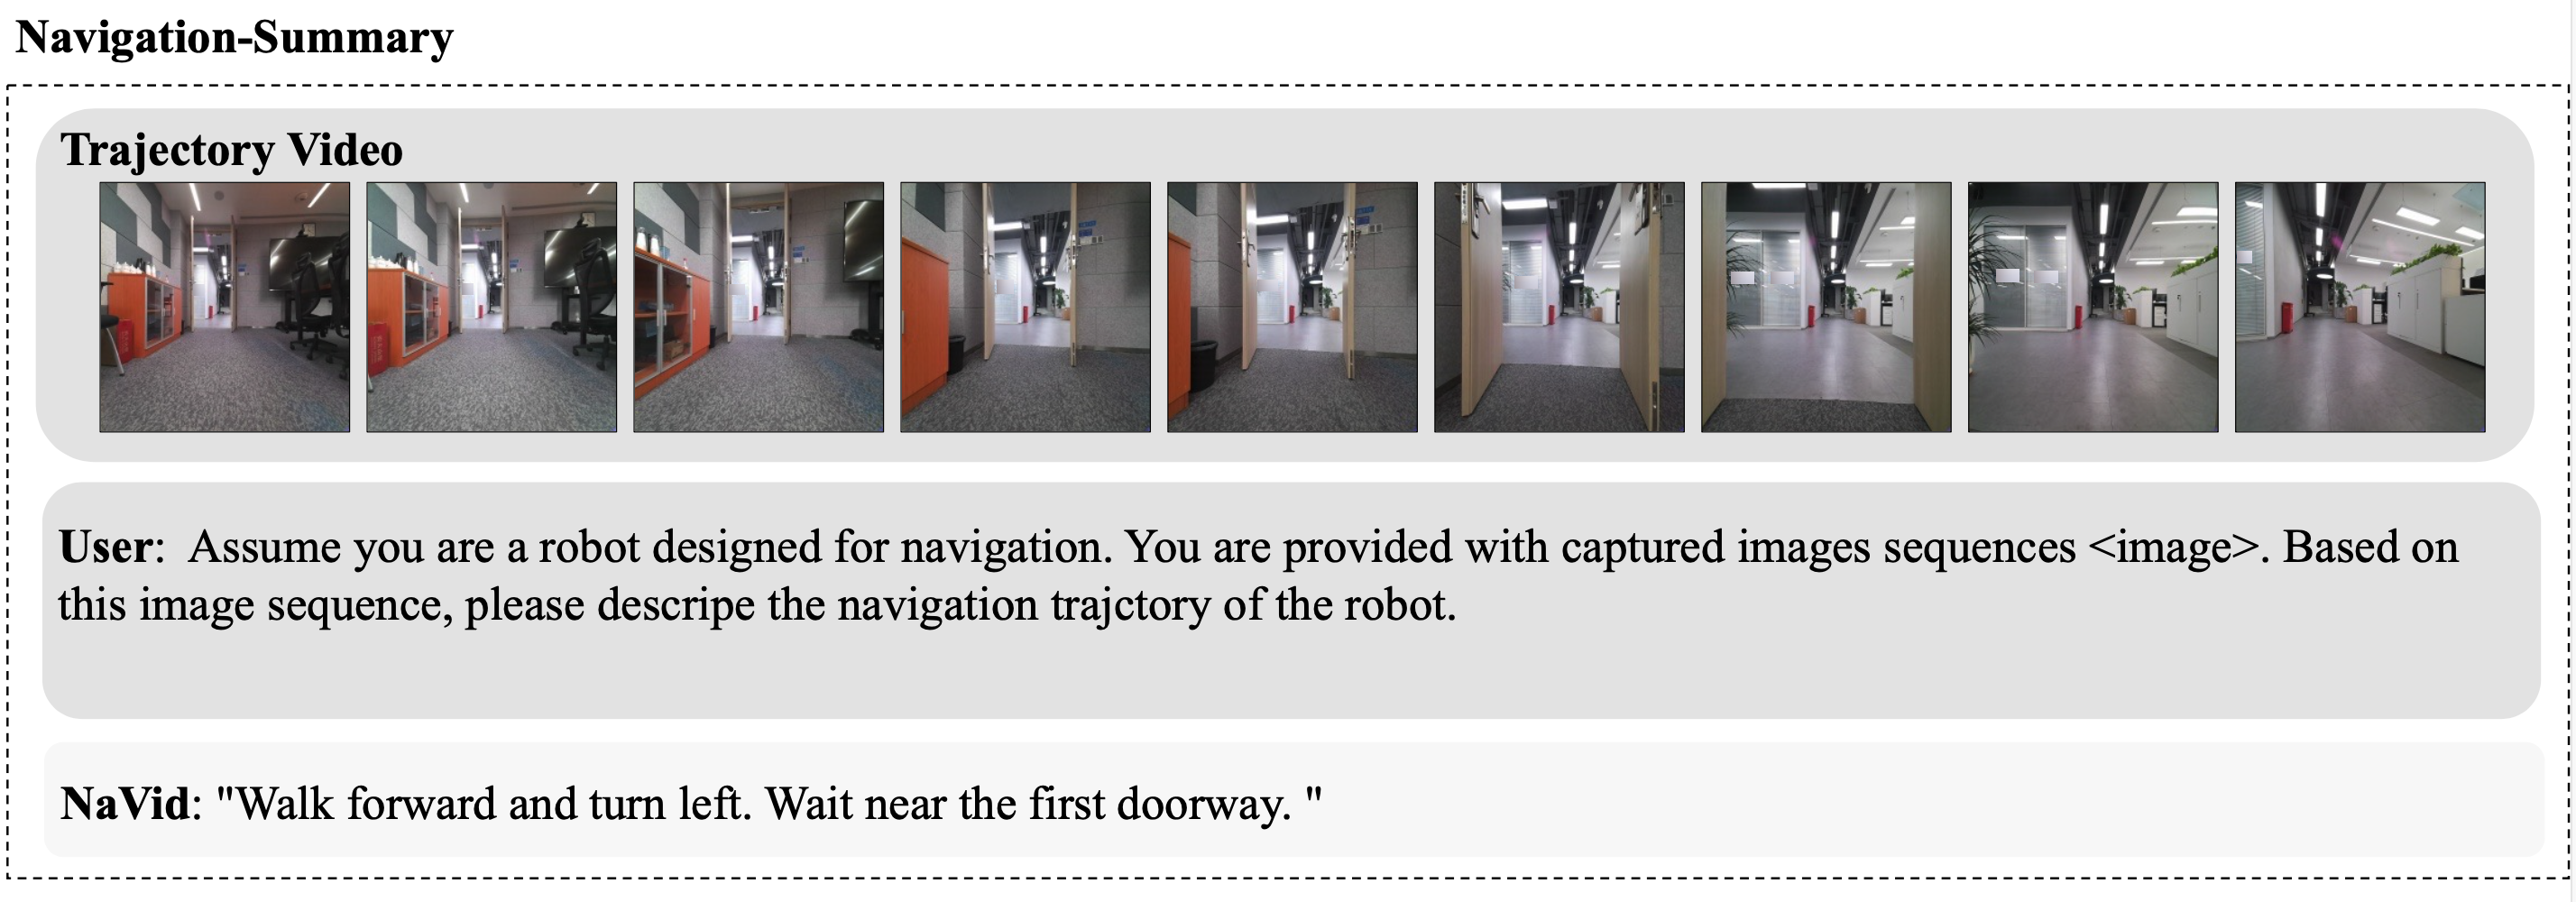 Navigation-Summary
Trajectory Video
User:  Assume you are a robot designed for navigation. You are provided with captured images sequences <image>. Based on
this image sequence, please descripe the navigation trajctory of the robot.
NaVid: "Walk forward and turn left. Wait near the first doorway. "